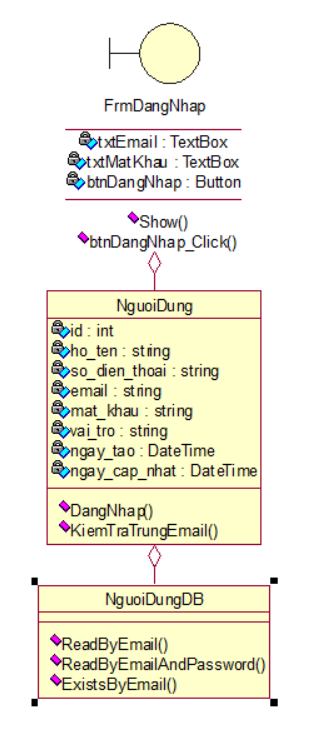 FrmDangNhap
txtEmail : TextBox
txtMatKhau : TextBox
btnDangNhap : Button
Show()
btnDangNhap_Click()
NguoiDung
id : int
ho_ten : string
so_dien_thoai : string
email : string
mat_khau : string
vai_tro : string
ngay_tao : DateTime
ngay_cap_nhat : DateTime
DangNhap()
KiemTraTrungEmail()
NguoiDungDB
ReadByEmail()
ReadByEmailAndPassword()
ExistsByEmail()